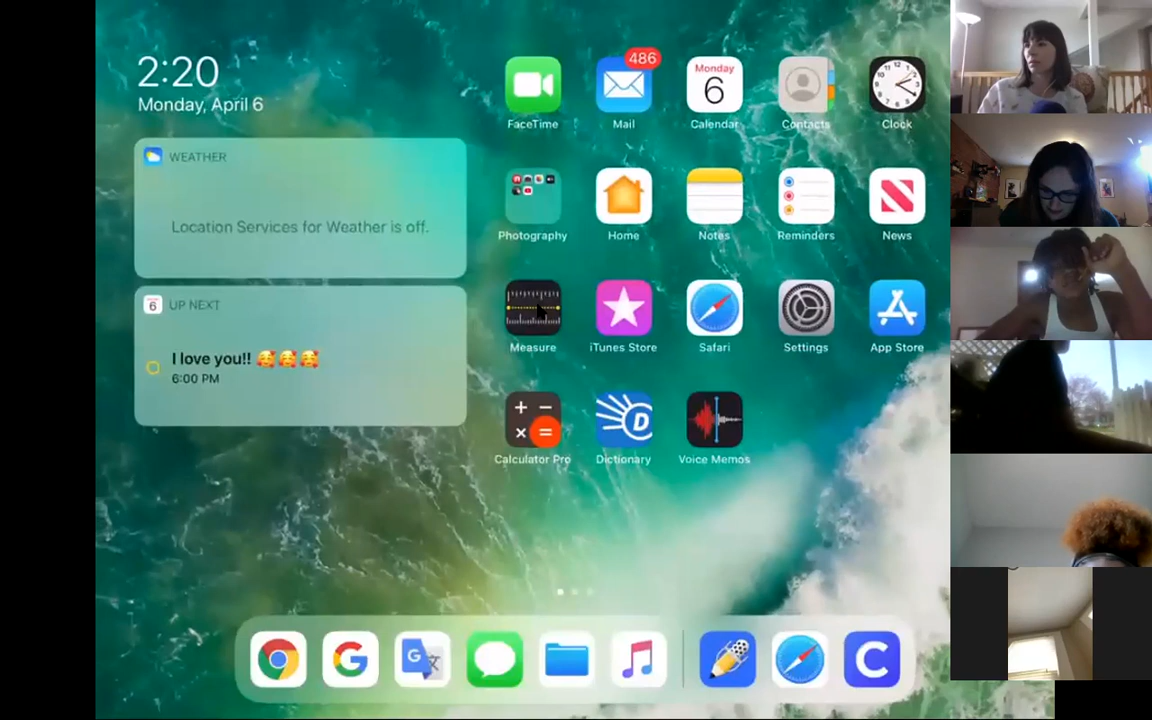 2:20
Monday, April 6
WEATHER
Location Services for Weather is off.
6
UP NEXT
I love you!! 🥰🥰🥰
6:00 PM
486
Monday
6
FaceTime
Mail
Calendar
Contacts
Clock
Photography
Home
Notes
Reminders
News
Measure
iTunes Store
Safari
Settings
App Store
Calculator Pro
Dictionary
Voice Memos